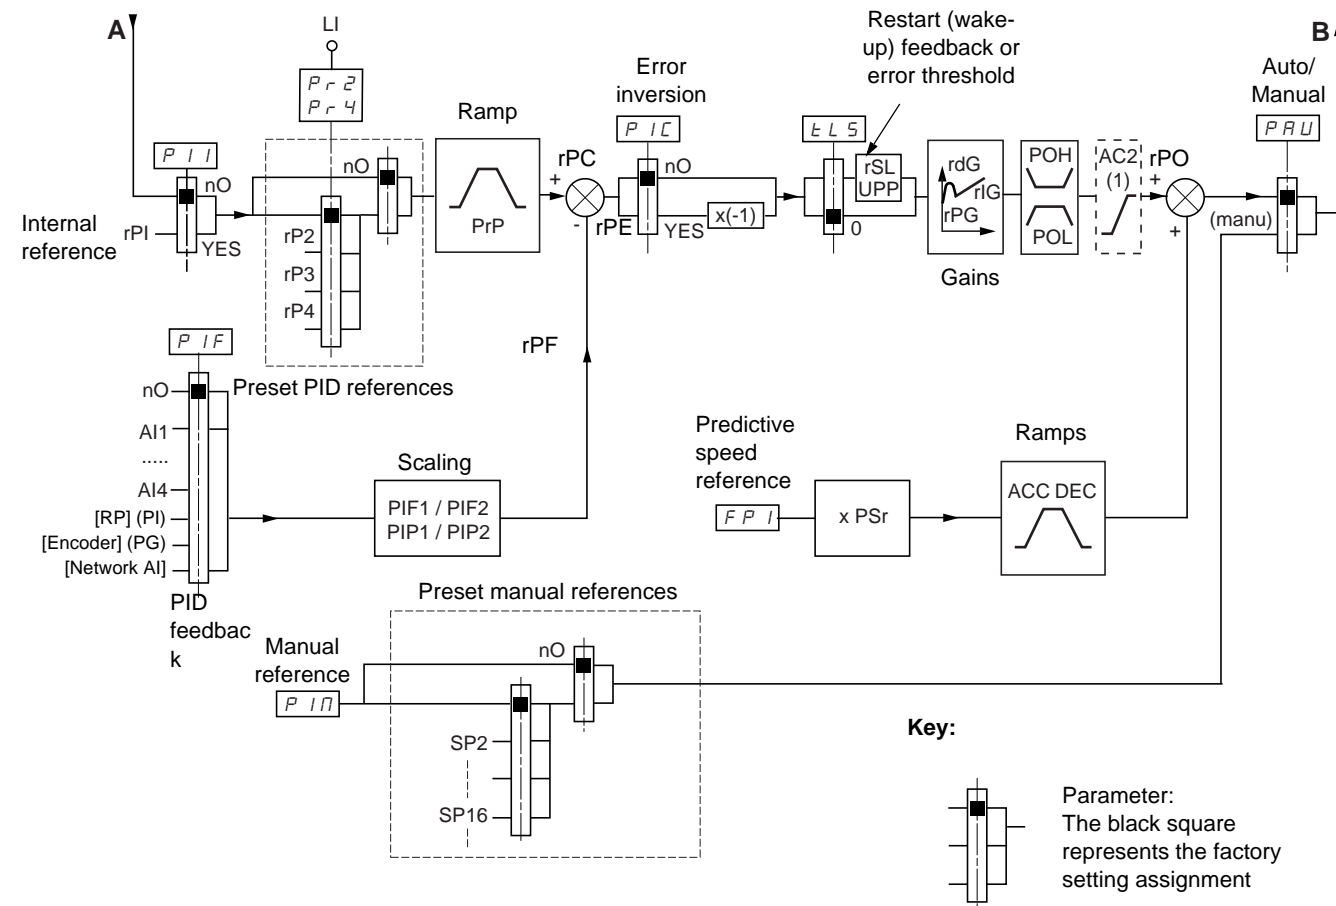 A
LI
Pr2
Pr4
Restart (wake-
up) feedback or
error threshold
B
Auto/
Manual
PAU
Error
inversion
PIC
tLS
Ramp
PrP
PII
nO
YES
Internal
reference
rPI
nO
rP2
rP3
rP4
Preset PID references
rPC
+
-
rPE
nO
YES
x(-1)
rSL
UPP
0
rdG
rIG
rPG
Gains
POH
POL
AC2
(1)
rPO
+
+
(manu)
PIF
nO
AI1
.....
AI4
[RP] (PI)
[Encoder] (PG)
[Network AI]
PID
feedbac
k
rPF
Scaling
PIF1 / PIF2
PIP1 / PIP2
Predictive
speed
reference
FPI
x PSr
Ramps
ACC DEC
Preset manual references
Manual
reference
PIM
nO
SP2
SP16
Key:
Parameter:
The black square
represents the factory
setting assignment